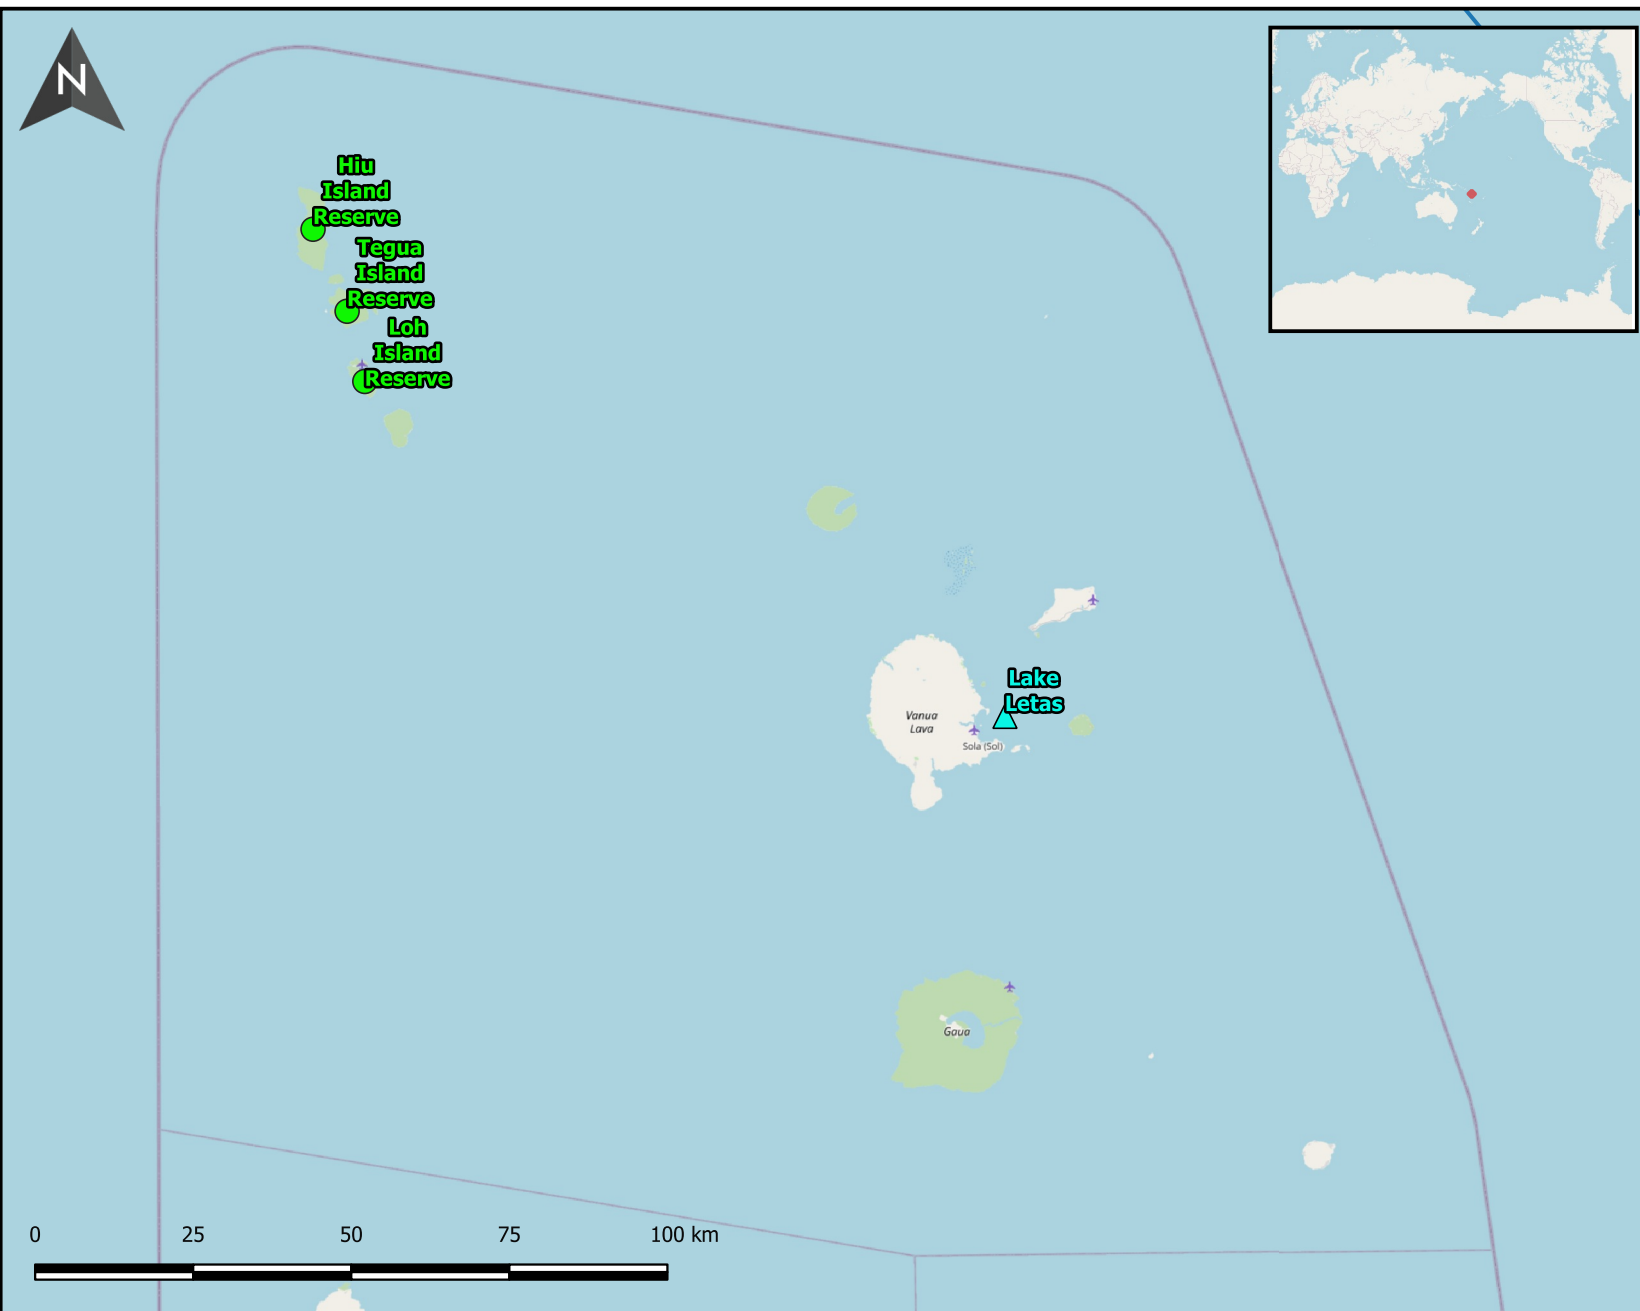 N
Hiu
Island
Reserve
Tegua
Island
Reserve
Loh
Island
Reserve
Lake
Letas
Vanua
Lava
Sola (Sol)
Gaua
0 25 50 75 100 km